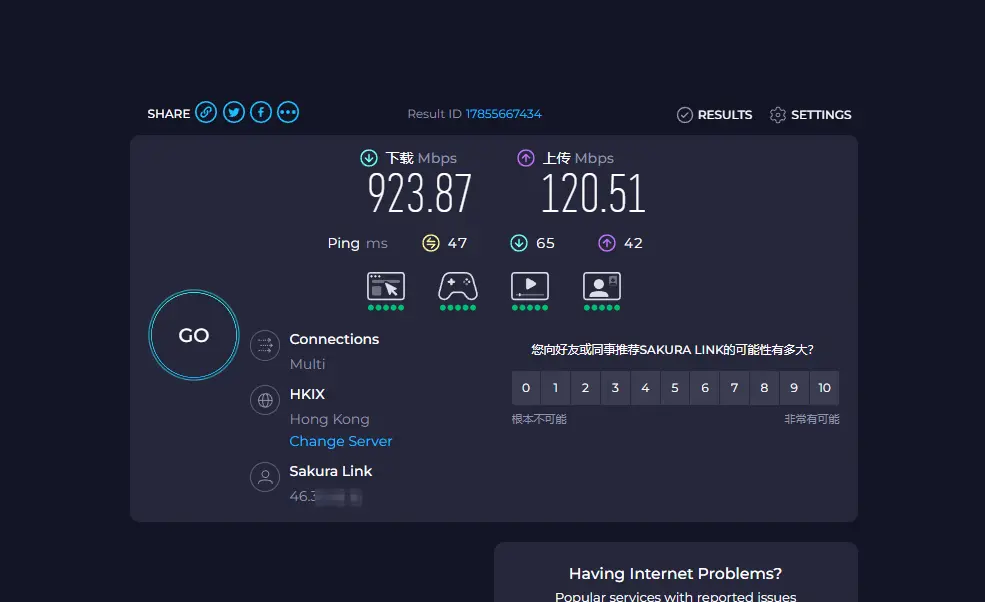 SHARE
Result ID 17855667434
RESULTS
SETTINGS
下载 Mbps
上传 Mbps
923.87
120.51
Ping ms 47 65 42
GO
Connections
Multi
HKIX
Hong Kong
Change Server
Sakura Link
46.3
您向好友或同事推荐SAKURA LINK的可能性有多大?
0 1 2 3 4 5 6 7 8 9 10
根本不可能
非常有可能
Having Internet Problems?
Popular services with reported issues